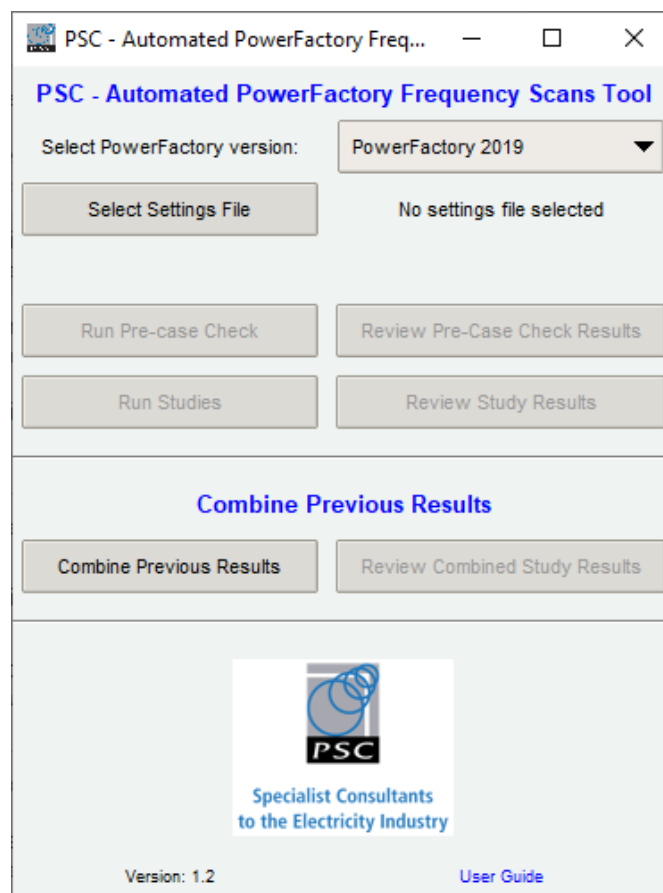 PSC - Automated PowerFactory Freq...
PSC - Automated PowerFactory Frequency Scans Tool
Select PowerFactory version:
PowerFactory 2019
Select Settings File
No settings file selected
Run Pre-case Check
Review Pre-Case Check Results
Run Studies
Review Study Results
Combine Previous Results
Combine Previous Results
Review Combined Study Results
PSC
Specialist Consultants
to the Electricity Industry
Version: 1.2
User Guide